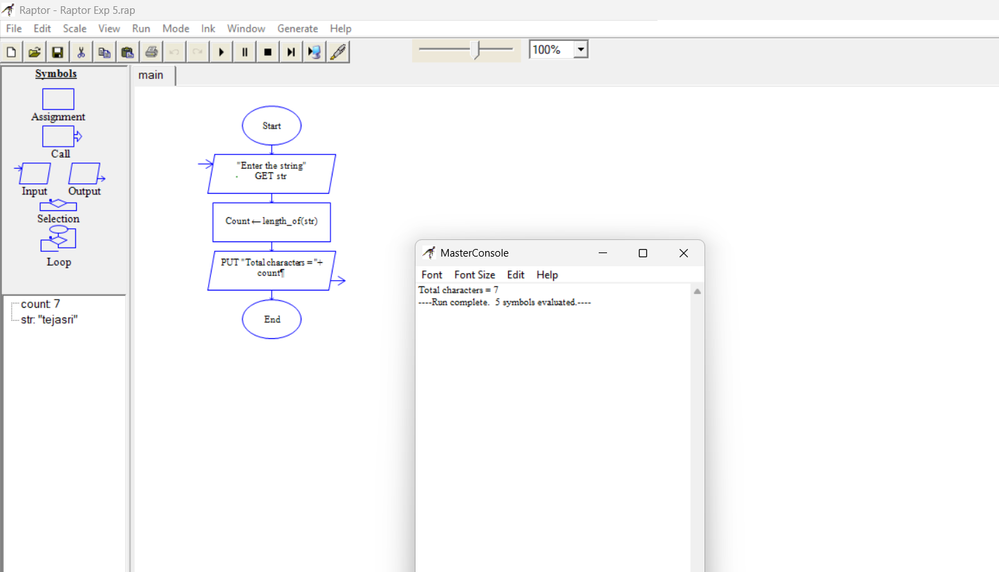 Raptor - Raptor Exp 5.rap
File Edit Scale View Run Mode Ink Window Generate Help
100%
Symbols
Assignment
Call
Input Output
Selection
Loop
count: 7
str: "tejasri"
main
Start
"Enter the string"
GET str
Count ← length_of(str)
PUT "Total characters = "+
count¶
End
MasterConsole
Font Font Size Edit Help
Total characters = 7
----Run complete. 5 symbols evaluated.----